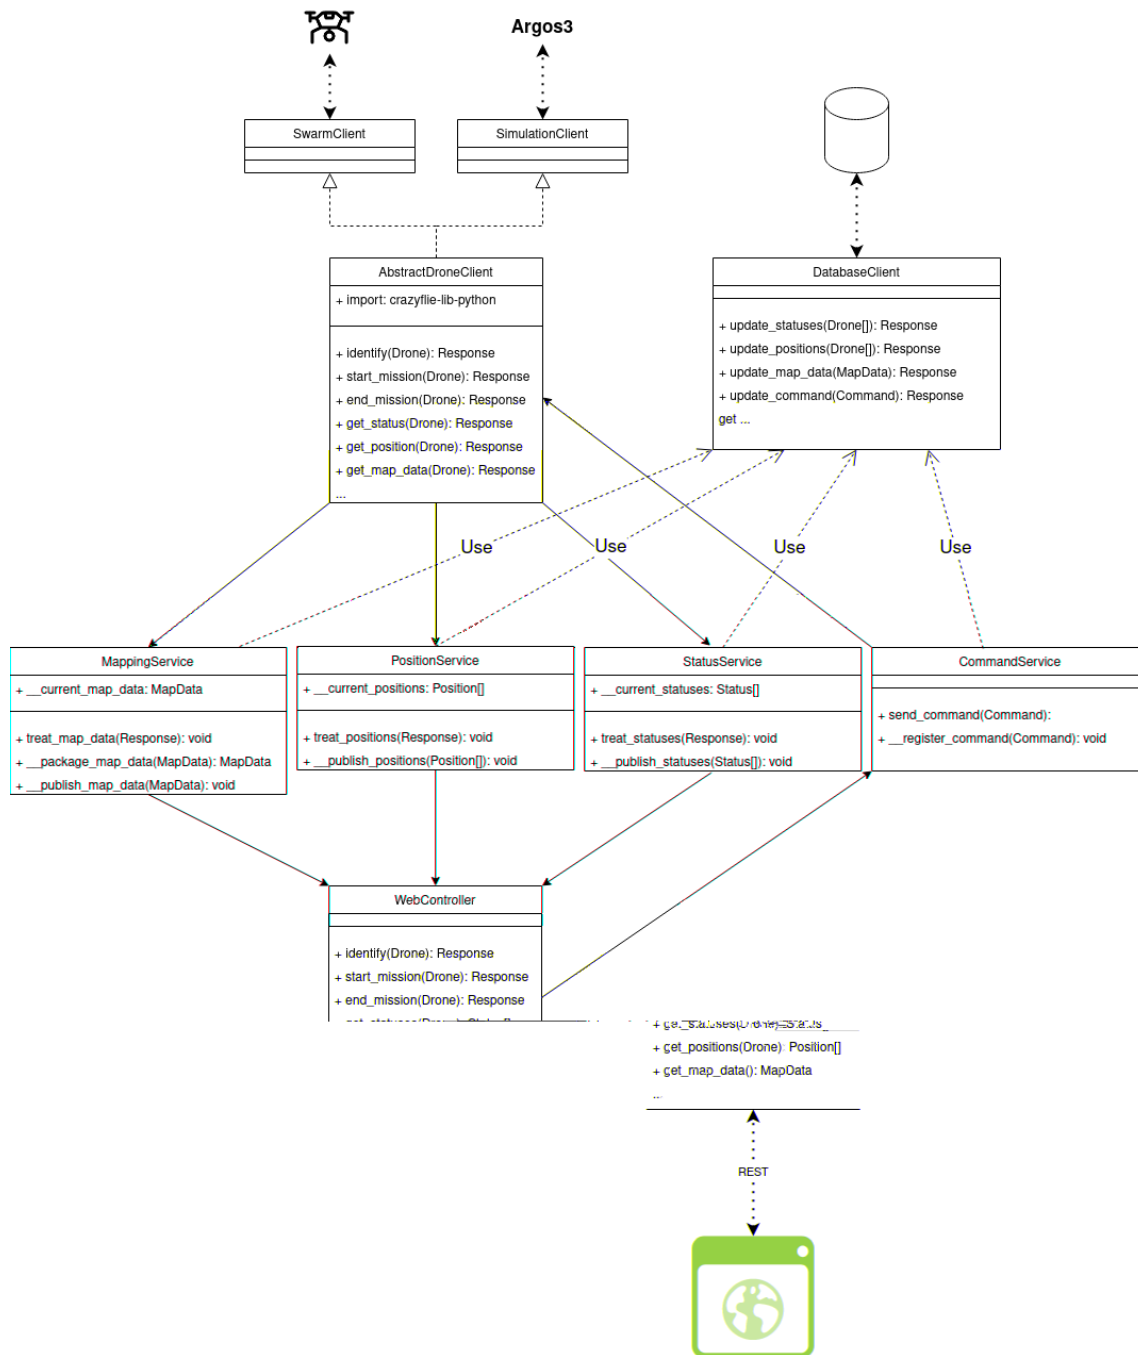 Argos3
SwarmClient
SimulationClient
AbstractDroneClient
+ import: crazyflie-lib-python
+ identify(Drone): Response
+ start_mission(Drone): Response
+ end_mission(Drone): Response
+ get_status(Drone): Response
+ get_position(Drone): Response
+ get_map_data(Drone): Response
...
DatabaseClient
+ update_statuses(Drone[]): Response
+ update_positions(Drone[]): Response
+ update_map_data(MapData): Response
+ update_command(Command): Response
get ...
Use
Use
Use
Use
MappingService
+ __current_map_data: MapData
+ treat_map_data(Response): void
+ __package_map_data(MapData): MapData
+ __publish_map_data(MapData): void
PositionService
+ __current_positions: Position[]
+ treat_positions(Response): void
+ __publish_positions(Position[]): void
StatusService
+ __current_statuses: Status[]
+ treat_statuses(Response): void
+ __publish_statuses(Status[]): void
CommandService
+ send_command(Command):
+ __register_command(Command): void
WebController
+ identify(Drone): Response
+ start_mission(Drone): Response
+ end_mission(Drone): Response
+ get_positions(Drone): Position[]
+ get_map_data(): MapData
...
REST